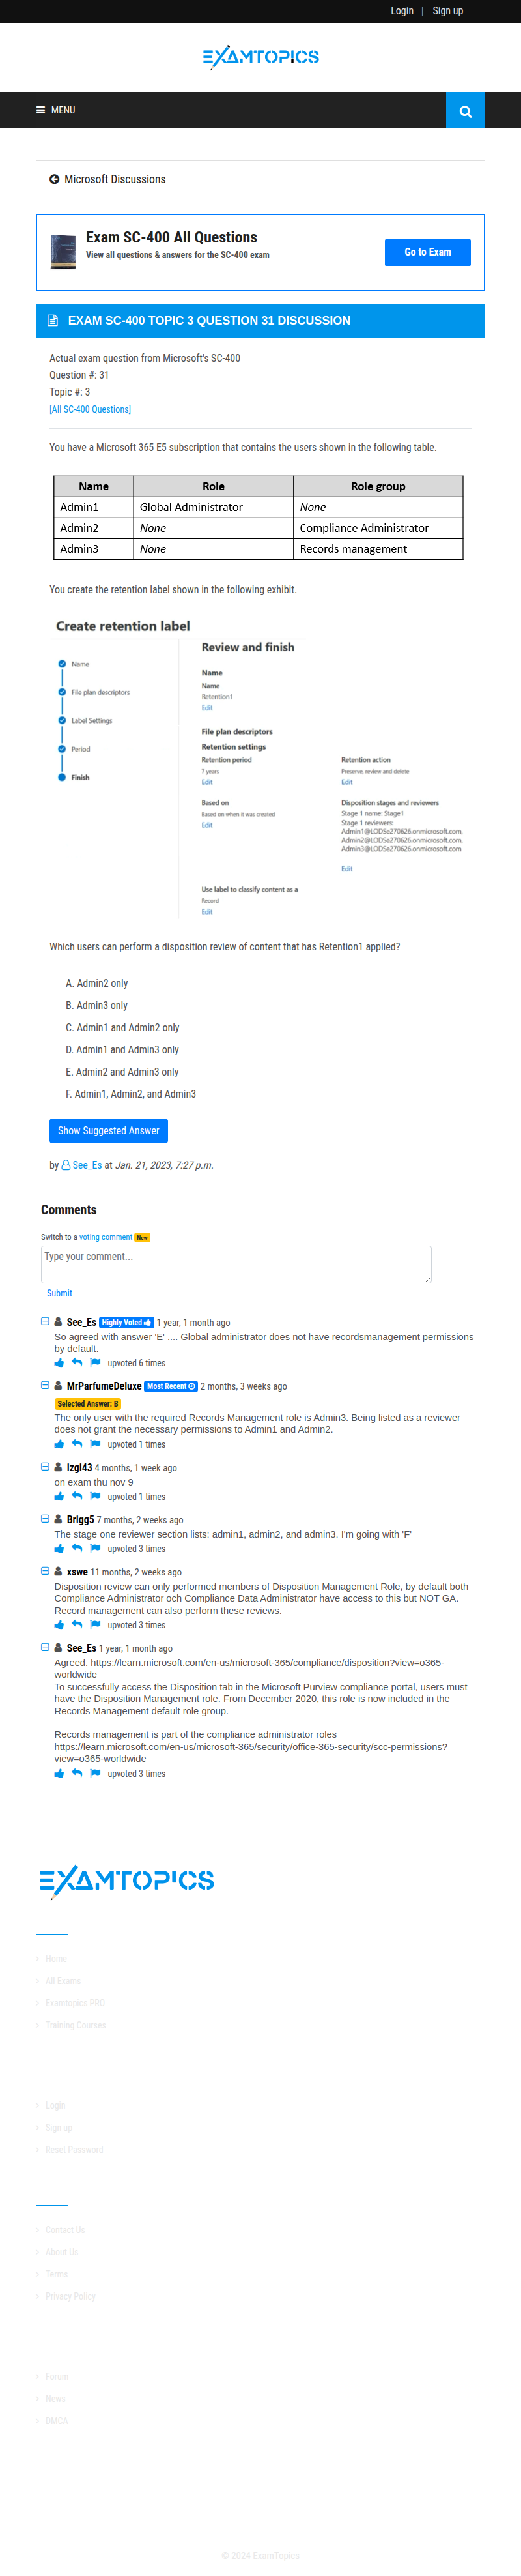 Login | Sign up
EXAMTOPICS
MENU
Microsoft Discussions
Exam SC-400 All Questions
View all questions & answers for the SC-400 exam
Go to Exam
EXAM SC-400 TOPIC 3 QUESTION 31 DISCUSSION
Actual exam question from Microsoft's SC-400
Question #: 31
Topic #: 3
[All SC-400 Questions]
You have a Microsoft 365 E5 subscription that contains the users shown in the following table.
Name Role Role group
Admin1 Global Administrator None
Admin2 None Compliance Administrator
Admin3 None Records management
You create the retention label shown in the following exhibit.
Create retention label
Name
File plan descriptors
Label Settings
Period
Finish
Review and finish
Name
Name
Retention1
Edit
File plan descriptors
Retention settings
Retention period
7 years
Edit
Retention action
Preserve, review and delete
Edit
Based on
Based on when it was created
Edit
Disposition stages and reviewers
Stage 1 name: Stage1
Stage 1 reviewers:
Admin1@LODSe270626.onmicrosoft.com,
Admin2@LODSe270626.onmicrosoft.com,
Admin3@LODSe270626.onmicrosoft.com
Edit
Use label to classify content as a
Record
Edit
Which users can perform a disposition review of content that has Retention1 applied?
A. Admin2 only
B. Admin3 only
C. Admin1 and Admin2 only
D. Admin1 and Admin3 only
E. Admin2 and Admin3 only
F. Admin1, Admin2, and Admin3
Show Suggested Answer
by See_Es at Jan. 21, 2023, 7:27 p.m.
Comments
Switch to a voting comment New
Type your comment...
Submit
See_Es Highly Voted 1 year, 1 month ago
So agreed with answer 'E' .... Global administrator does not have recordsmanagement permissions
by default.
upvoted 6 times
MrParfumeDeluxe Most Recent 2 months, 3 weeks ago
Selected Answer: B
The only user with the required Records Management role is Admin3. Being listed as a reviewer
does not grant the necessary permissions to Admin1 and Admin2.
upvoted 1 times
izgi43 4 months, 1 week ago
on exam thu nov 9
upvoted 1 times
Brigg5 7 months, 2 weeks ago
The stage one reviewer section lists: admin1, admin2, and admin3. I'm going with 'F'
upvoted 3 times
xswe 11 months, 2 weeks ago
Disposition review can only performed members of Disposition Management Role, by default both
Compliance Administrator och Compliance Data Administrator have access to this but NOT GA.
Record management can also perform these reviews.
upvoted 3 times
See_Es 1 year, 1 month ago
Agreed. https://learn.microsoft.com/en-us/microsoft-365/compliance/disposition?view=o365-
worldwide
To successfully access the Disposition tab in the Microsoft Purview compliance portal, users must
have the Disposition Management role. From December 2020, this role is now included in the
Records Management default role group.
Records management is part of the compliance administrator roles
https://learn.microsoft.com/en-us/microsoft-365/security/office-365-security/scc-permissions?
view=o365-worldwide
upvoted 3 times
EXAMTOPICS
Home
All Exams
Examtopics PRO
Training Courses
Login
Sign up
Reset Password
Contact Us
About Us
Terms
Privacy Policy
Forum
News
DMCA
© 2024 ExamTopics